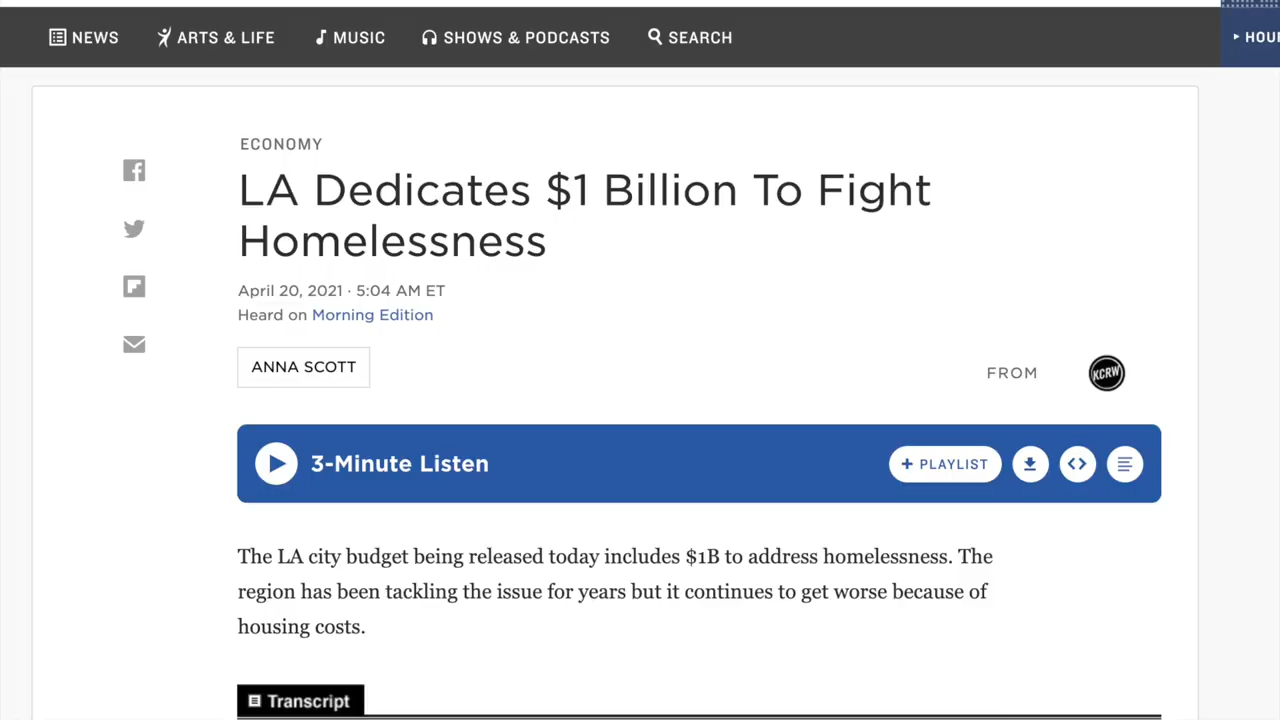 NEWS ARTS & LIFE MUSIC SHOWS & PODCASTS SEARCH HOU
ECONOMY
LA Dedicates $1 Billion To Fight
Homelessness
April 20, 2021 · 5:04 AM ET
Heard on Morning Edition
ANNA SCOTT
FROM KCRW
3-Minute Listen + PLAYLIST
The LA city budget being released today includes $1B to address homelessness. The
region has been tackling the issue for years but it continues to get worse because of
housing costs.
Transcript